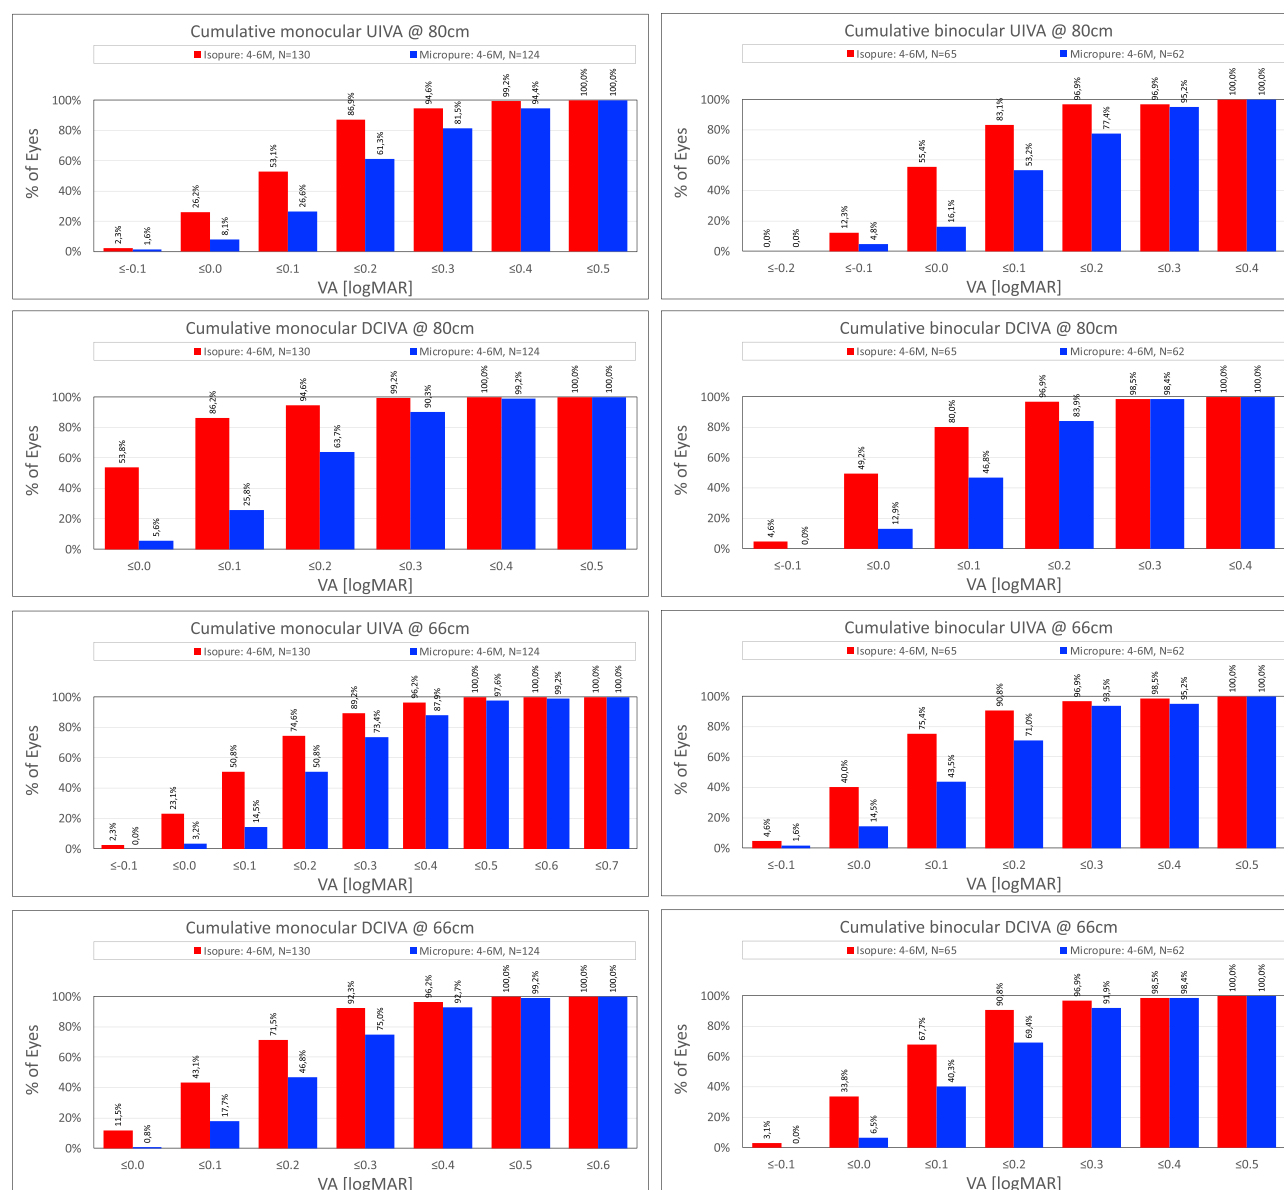 Cumulative monocular UIVA @ 80cm
Isopure: 4-6M, N=130 Micropure: 4-6M, N=124
% of Eyes
100%
80%
60%
40%
20%
0%
2,3% 1,6% 26,2% 8,1% 53,1% 26,6% 86,9% 61,3% 94,6% 81,5% 99,2% 94,4% 100,0% 100,0%
≤-0.1 ≤0.0 ≤0.1 ≤0.2 ≤0.3 ≤0.4 ≤0.5
VA [logMAR]
Cumulative binocular UIVA @ 80cm
Isopure: 4-6M, N=65 Micropure: 4-6M, N=62
% of Eyes
100%
80%
60%
40%
20%
0%
0,0% 0,0% 12,3% 4,8% 55,4% 16,1% 83,1% 53,2% 96,9% 77,4% 96,9% 95,2% 100,0% 100,0%
≤-0.2 ≤-0.1 ≤0.0 ≤0.1 ≤0.2 ≤0.3 ≤0.4
VA [logMAR]
Cumulative monocular DCIVA @ 80cm
Isopure: 4-6M, N=130 Micropure: 4-6M, N=124
% of Eyes
100%
80%
60%
40%
20%
0%
53,8% 5,6% 86,2% 25,8% 94,6% 63,7% 99,2% 90,3% 100,0% 99,2% 100,0% 100,0%
≤0.0 ≤0.1 ≤0.2 ≤0.3 ≤0.4 ≤0.5
VA [logMAR]
Cumulative binocular DCIVA @ 80cm
Isopure: 4-6M, N=65 Micropure: 4-6M, N=62
% of Eyes
100%
80%
60%
40%
20%
0%
4,6% 0,0% 49,2% 12,9% 80,0% 46,8% 96,9% 83,9% 98,5% 98,4% 100,0% 100,0%
≤-0.1 ≤0.0 ≤0.1 ≤0.2 ≤0.3 ≤0.4
VA [logMAR]
Cumulative monocular UIVA @ 66cm
Isopure: 4-6M, N=130 Micropure: 4-6M, N=124
% of Eyes
100%
80%
60%
40%
20%
0%
2,3% 0,0% 23,1% 3,2% 50,8% 14,5% 74,6% 50,8% 89,2% 73,4% 96,2% 87,9% 100,0% 97,6% 100,0% 99,2% 100,0% 100,0%
≤-0.1 ≤0.0 ≤0.1 ≤0.2 ≤0.3 ≤0.4 ≤0.5 ≤0.6 ≤0.7
VA [logMAR]
Cumulative binocular UIVA @ 66cm
Isopure: 4-6M, N=65 Micropure: 4-6M, N=62
% of Eyes
100%
80%
60%
40%
20%
0%
4,6% 1,6% 40,0% 14,5% 75,4% 43,5% 90,8% 71,0% 96,9% 93,5% 98,5% 95,2% 100,0% 100,0%
≤-0.1 ≤0.0 ≤0.1 ≤0.2 ≤0.3 ≤0.4 ≤0.5
VA [logMAR]
Cumulative monocular DCIVA @ 66cm
Isopure: 4-6M, N=130 Micropure: 4-6M, N=124
% of Eyes
100%
80%
60%
40%
20%
0%
11,5% 0,8% 43,1% 17,7% 71,5% 46,8% 92,3% 75,0% 96,2% 92,7% 100,0% 99,2% 100,0% 100,0%
≤0.0 ≤0.1 ≤0.2 ≤0.3 ≤0.4 ≤0.5 ≤0.6
VA [logMAR]
Cumulative binocular DCIVA @ 66cm
Isopure: 4-6M, N=65 Micropure: 4-6M, N=62
% of Eyes
100%
80%
60%
40%
20%
0%
3,1% 0,0% 33,8% 6,5% 67,7% 40,3% 90,8% 69,4% 96,9% 91,9% 98,5% 98,4% 100,0% 100,0%
≤-0.1 ≤0.0 ≤0.1 ≤0.2 ≤0.3 ≤0.4 ≤0.5
VA [logMAR]